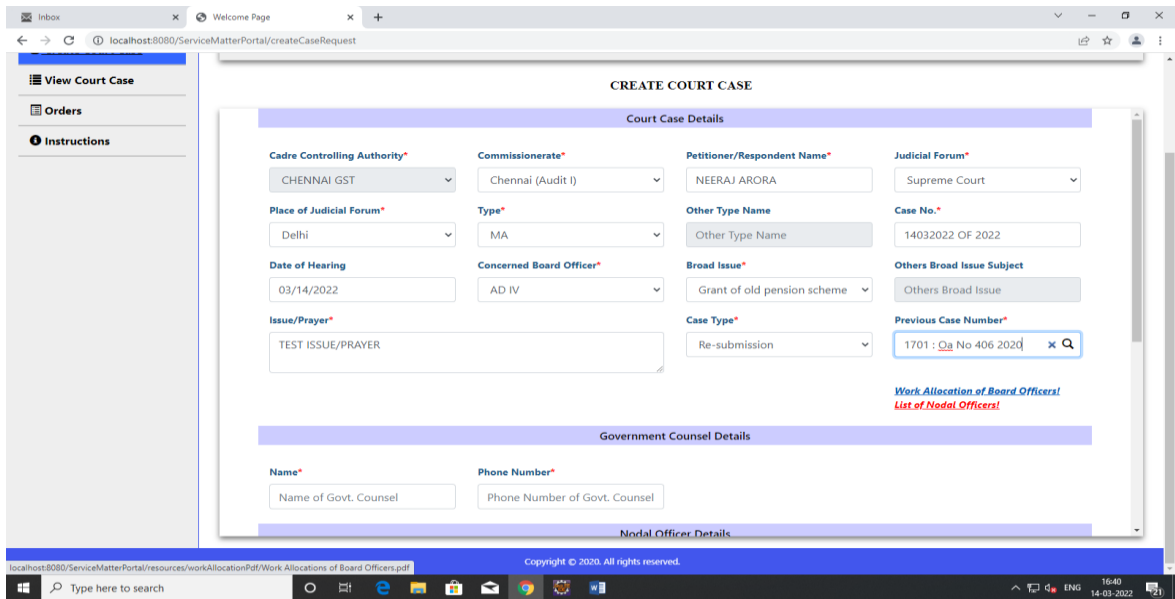 Inbox
Welcome Page
localhost:8080/ServiceMatterPortal/createCaseRequest
View Court Case
Orders
Instructions
CREATE COURT CASE
Court Case Details
Cadre Controlling Authority* Commissionerate* Petitioner/Respondent Name* Judicial Forum*
CHENNAI GST Chennai (Audit I) NEERAJ ARORA Supreme Court
Place of Judicial Forum* Type* Other Type Name Case No.*
Delhi MA Other Type Name 14032022 OF 2022
Date of Hearing Concerned Board Officer* Broad Issue* Others Broad Issue Subject
03/14/2022 AD IV Grant of old pension scheme Others Broad Issue
Issue/Prayer* Case Type* Previous Case Number*
TEST ISSUE/PRAYER Re-submission 1701 : Oa No 406 2020
Work Allocation of Board Officers!
List of Nodal Officers!
Government Counsel Details
Name* Phone Number*
Name of Govt. Counsel Phone Number of Govt. Counsel
Nodal Officer Details
Copyright © 2020. All rights reserved.
localhost:8080/ServiceMatterPortal/resources/workAllocationPdf/Work Allocations of Board Officers.pdf
Type here to search
ENG
16:40
14-03-2022
21